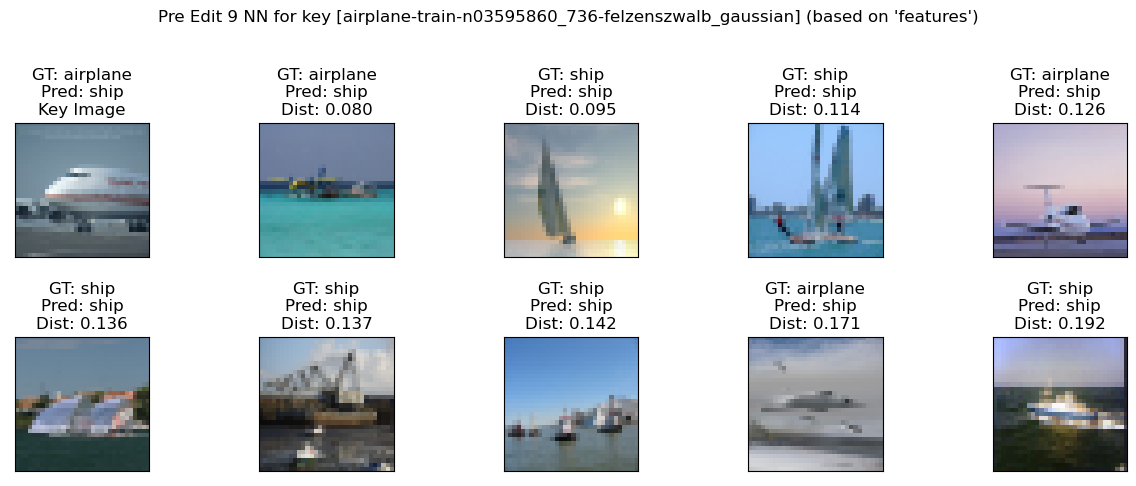 Pre Edit 9 NN for key [airplane-train-n03595860_736-felzenszwalb_gaussian] (based on 'features')
GT: airplane
Pred: ship
Key Image
GT: airplane
Pred: ship
Dist: 0.080
GT: ship
Pred: ship
Dist: 0.095
GT: ship
Pred: ship
Dist: 0.114
GT: airplane
Pred: ship
Dist: 0.126
GT: ship
Pred: ship
Dist: 0.136
GT: ship
Pred: ship
Dist: 0.137
GT: ship
Pred: ship
Dist: 0.142
GT: airplane
Pred: ship
Dist: 0.171
GT: ship
Pred: ship
Dist: 0.192